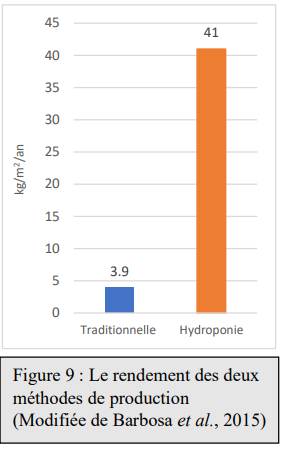 45
40
35
30
25
20
15
10
5
0
kg/m²/an
3.9
41
Traditionnelle Hydroponie
Figure 9 : Le rendement des deux
méthodes de production
(Modifiée de Barbosa et al., 2015)